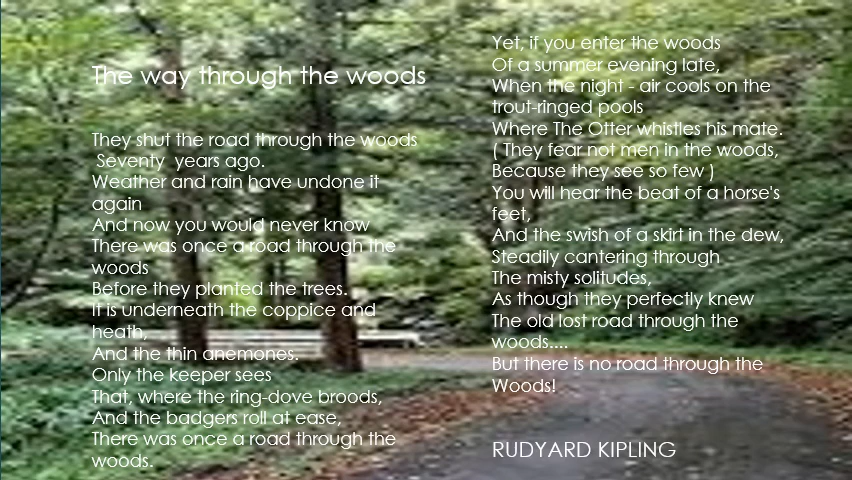 The way through the woods
They shut the road through the woods
Seventy years ago.
Weather and rain have undone it
again
And now you would never know
There was once a road through the
woods
Before they planted the trees.
It is underneath the coppice and
heath,
And the thin anemones.
Only the keeper sees
That, where the ring-dove broods,
And the badgers roll at ease,
There was once a road through the
woods.
Yet, if you enter the woods
Of a summer evening late,
When the night - air cools on the
trout-ringed pools
Where The Otter whistles his mate.
( They fear not men in the woods,
Because they see so few )
You will hear the beat of a horse's
feet,
And the swish of a skirt in the dew,
Steadily cantering through
The misty solitudes,
As though they perfectly knew
The old lost road through the
woods....
But there is no road through the
Woods!
RUDYARD KIPLING